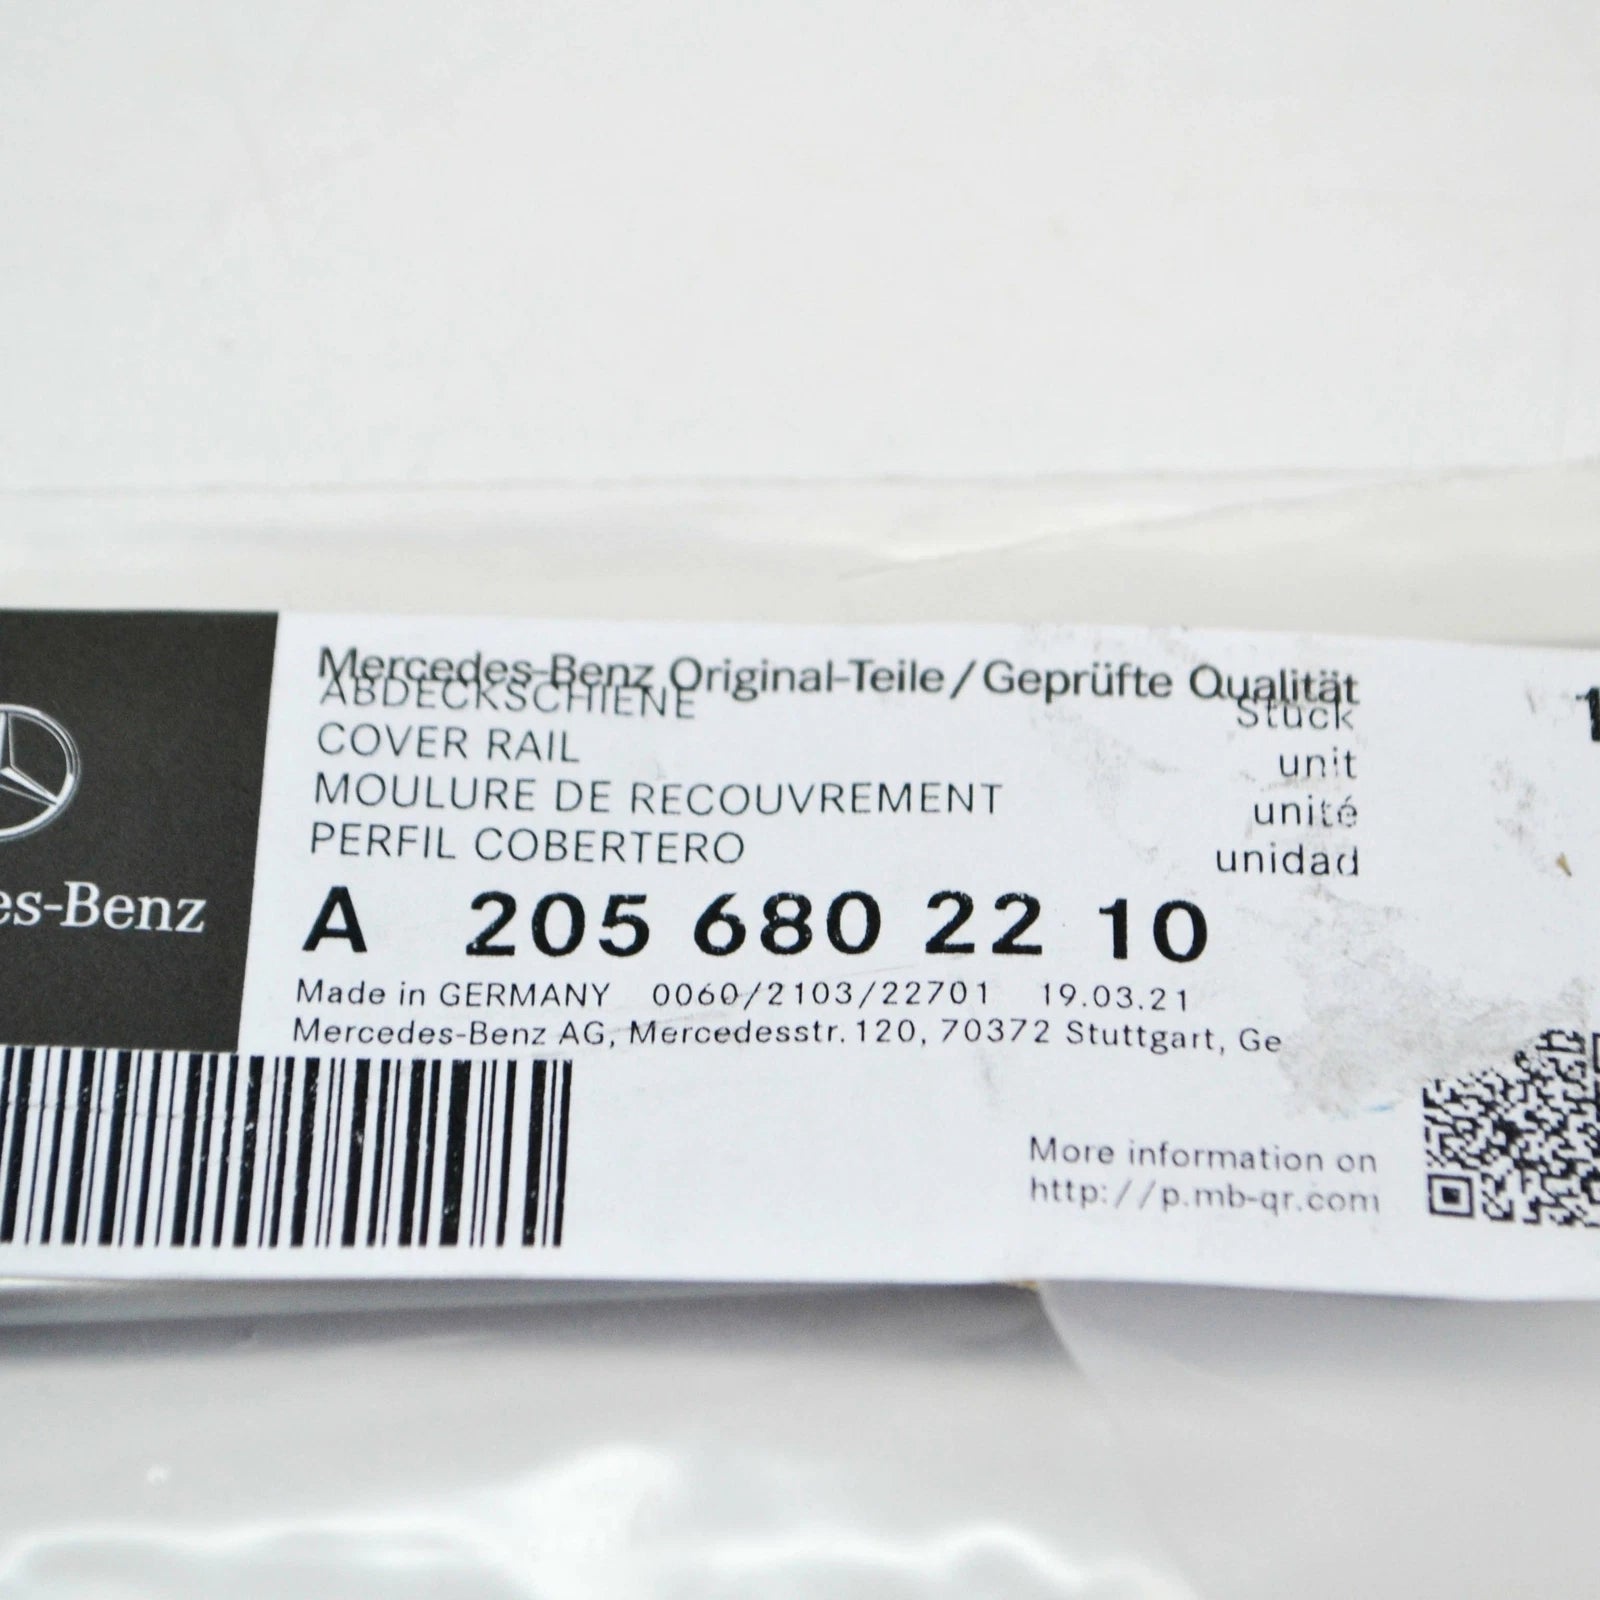 es-Benz
Mercedes-Benz Original-Teile/Geprüfte Qualität
ABDECKSCHIENE Stück
COVER RAIL unit
MOULURE DE RECOUVREMENT unité
PERFIL COBERTERO unidad
A 205 680 22 10
Made in GERMANY 0060/2103/22701 19.03.21
Mercedes-Benz AG, Mercedesstr. 120, 70372 Stuttgart, Ge
More information on
http://p.mb-qr.com